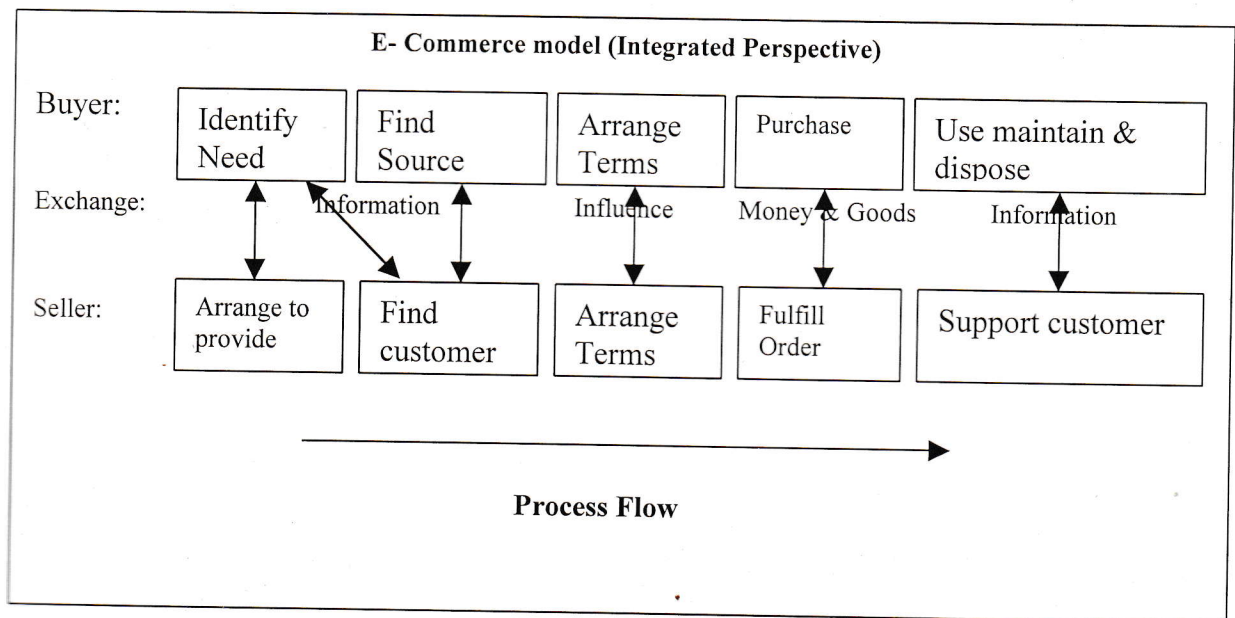 E- Commerce model (Integrated Perspective)
Buyer:
Identify
Need
Find
Source
Arrange
Terms
Purchase
Use maintain &
dispose
Exchange:
Information
Influence
Money & Goods
Information
Seller:
Arrange to
provide
Find
customer
Arrange
Terms
Fulfill
Order
Support customer
Process Flow